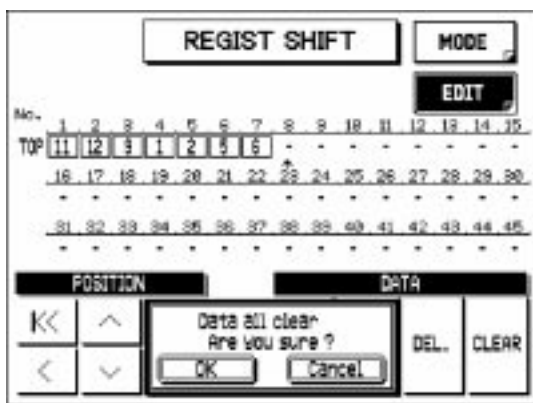 REGIST SHIFT
MODE
EDIT
No. 1 2 3 4 5 6 7 8 9 10 11 12 13 14 15
TOP 11 12 9 1 2 5 6 - - - - - - - -
16 17 18 19 20 21 22 23 24 25 26 27 28 29 30
- - - - - - - - - - - - - - -
31 32 33 34 35 36 37 38 39 40 41 42 43 44 45
- - - - - - - - - - - - - - -
POSITION DATA
Data all clear
Are you sure ?
OK Cancel
DEL. CLEAR